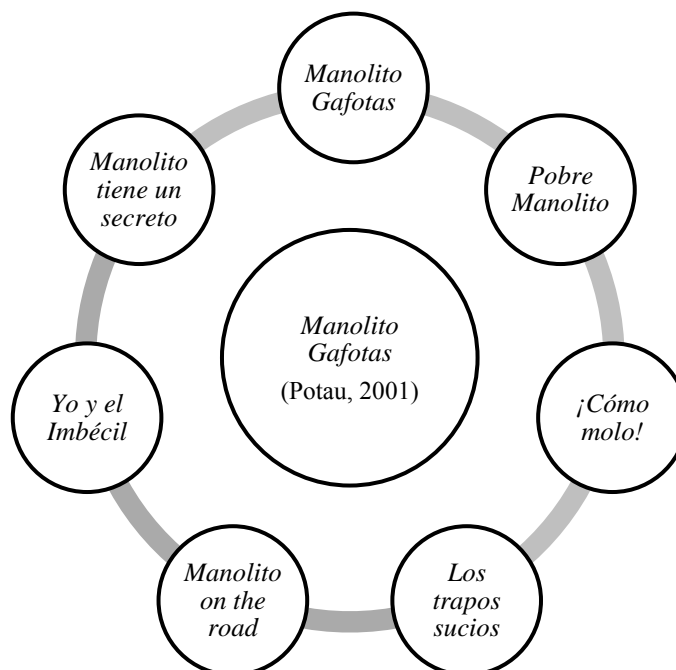 Manolito
Gafotas
Pobre
Manolito
¡Cómo
molo!
Los
trapos
sucios
Manolito
on the
road
Yo y el
Imbécil
Manolito
tiene un
secreto
Manolito
Gafotas
(Potau, 2001)